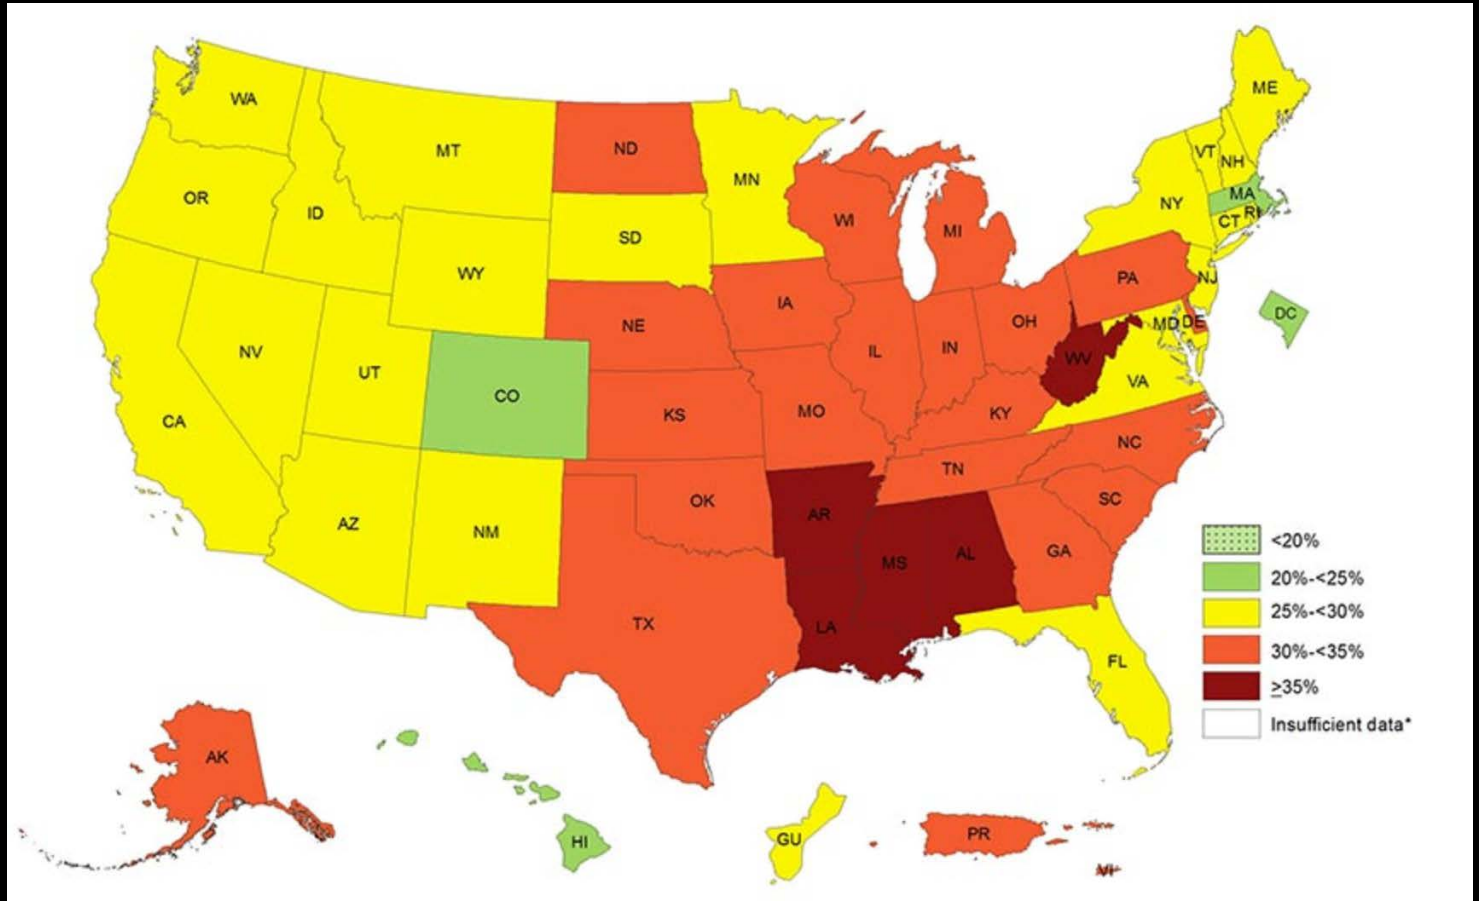 ME
WA
MT
ND
MN
VT
NH
OR
ID
SD
WI
MI
NY
MA
CT
RI
WY
PA
NJ
IA
NE
OH
MD
DE
DC
NV
UT
CO
IL
IN
WV
VA
CA
KS
MO
KY
NC
TN
AZ
NM
OK
AR
SC
MS
AL
GA
TX
LA
FL
<20%
20%-<25%
25%-<30%
30%-<35%
≥35%
Insufficient data*
AK
HI
GU
PR
VI